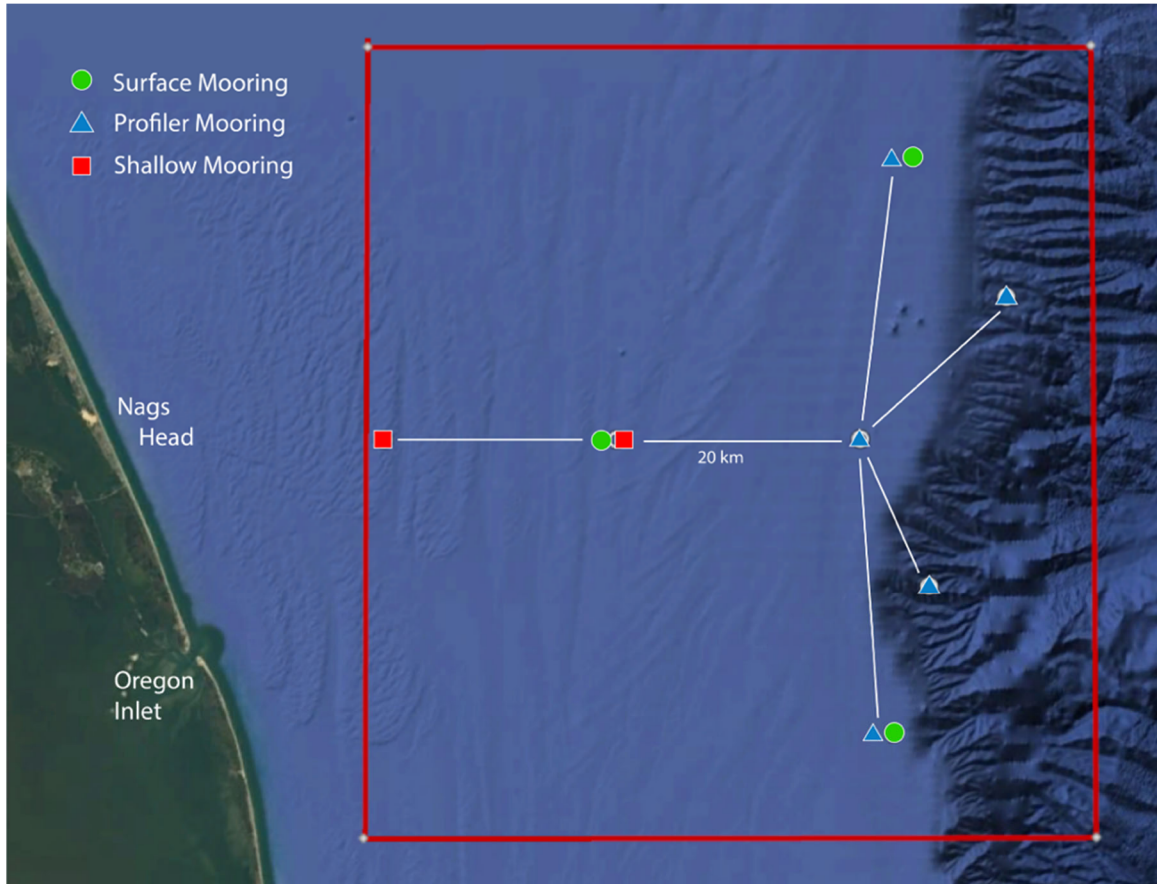 Surface Mooring
Profiler Mooring
Shallow Mooring
Nags
Head
20 km
Oregon
Inlet